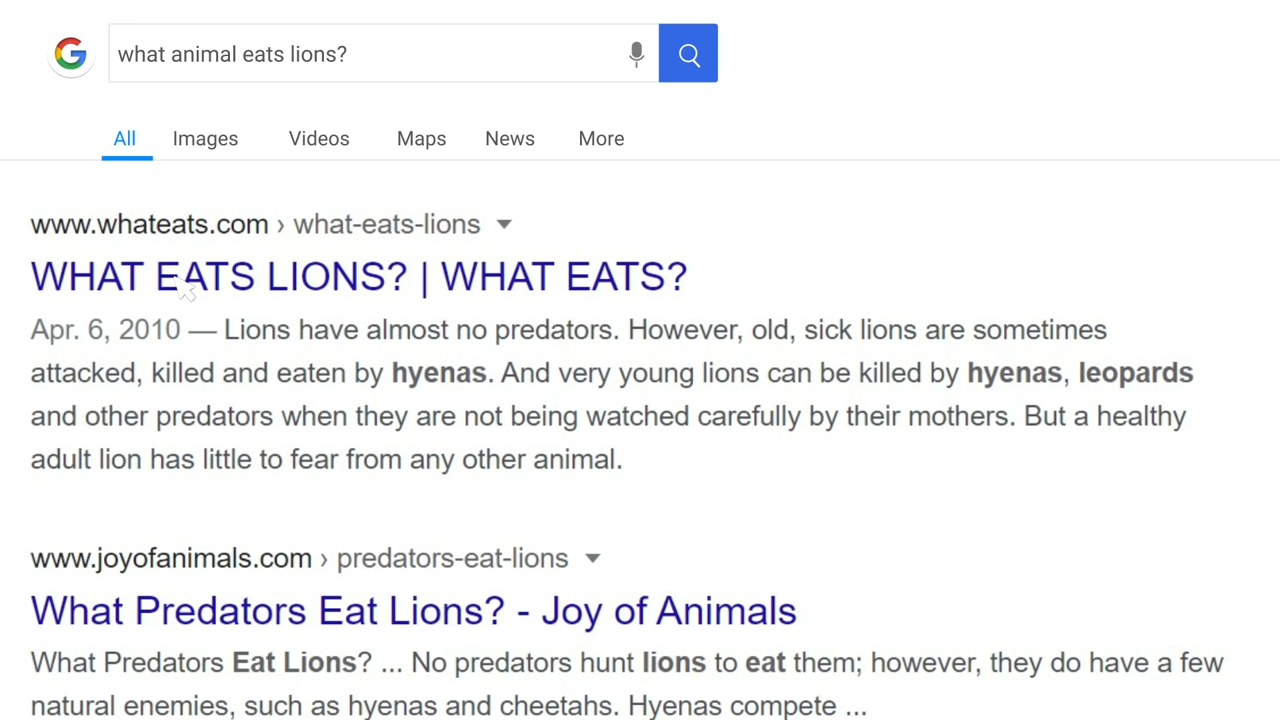 what animal eats lions?
All Images Videos Maps News More
www.whateats.com › what-eats-lions
WHAT EATS LIONS? | WHAT EATS?
Apr. 6, 2010 — Lions have almost no predators. However, old, sick lions are sometimes
attacked, killed and eaten by hyenas. And very young lions can be killed by hyenas, leopards
and other predators when they are not being watched carefully by their mothers. But a healthy
adult lion has little to fear from any other animal.
www.joyofanimals.com › predators-eat-lions
What Predators Eat Lions? - Joy of Animals
What Predators Eat Lions? ... No predators hunt lions to eat them; however, they do have a few
natural enemies, such as hyenas and cheetahs. Hyenas compete ...